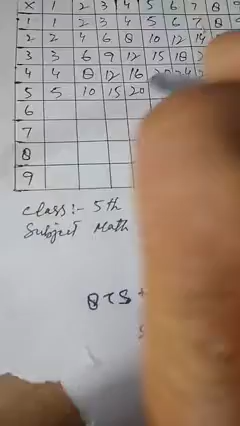 × 1 2 3 4 5 6 7 8 9
1 1 2 3 4 5 6 7 8
2 2 4 6 8 10 12 14
3 3 6 9 12 15 18
4 4 8 12 16
5 5 10 15 20
6
7
8
9
Class:- 5th
Subject Math